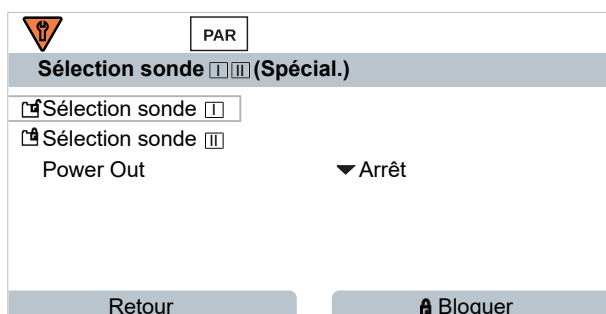 PAR
Sélection sonde I II (Spécial.)
Sélection sonde I
Sélection sonde II
Power Out Arrêt
Retour Bloquer